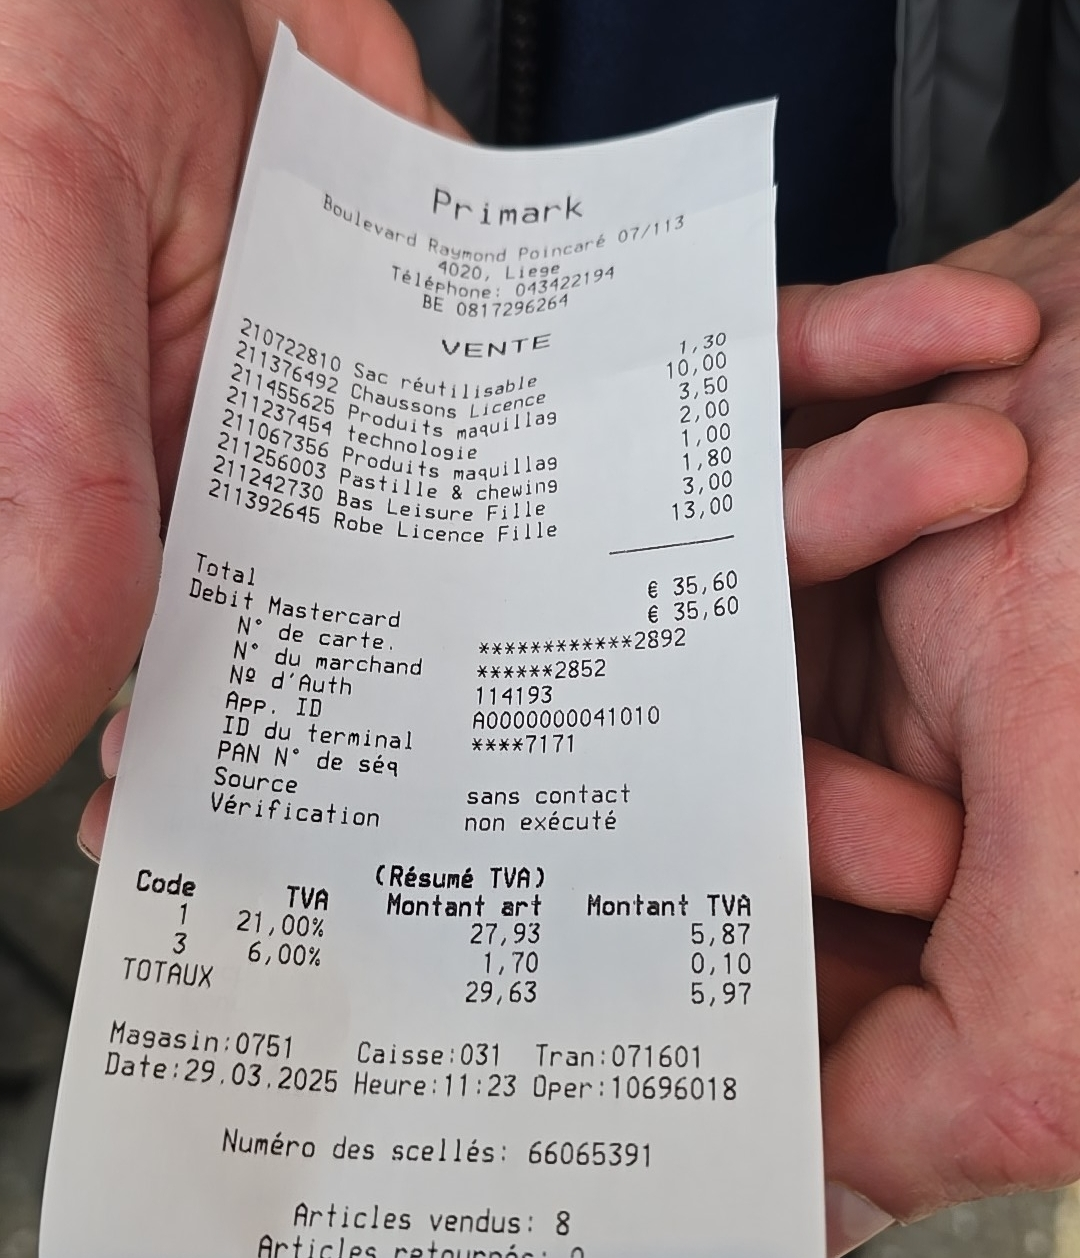 Primark
Boulevard Raymond Poincaré 07/113
4020, Liege
Téléphone: 043422194
BE 0817296264
VENTE
210722810 Sac réutilisable 1,30
211376492 Chaussons Licence 10,00
211455625 Produits maquillag 3,50
211237454 technologie 2,00
211067356 Produits maquillag 1,00
211256003 Pastille & chewing 1,80
211242730 Bas Leisure Fille 3,00
211392645 Robe Licence Fille 13,00
Total € 35,60
Debit Mastercard € 35,60
N° de carte. ************2892
N° du marchand ******2852
Nº d'Auth 114193
App. ID A0000000041010
ID du terminal ****7171
PAN N° de séq
Source sans contact
Vérification non exécuté
(Résumé TVA)
Code TVA Montant art Montant TVA
1 21,00% 27,93 5,87
3 6,00% 1,70 0,10
TOTAUX 29,63 5,97
Magasin:0751 Caisse:031 Tran:071601
Date:29.03.2025 Heure:11:23 Oper:10696018
Numéro des scellés: 66065391
Articles vendus: 8
Articles retournés: 0